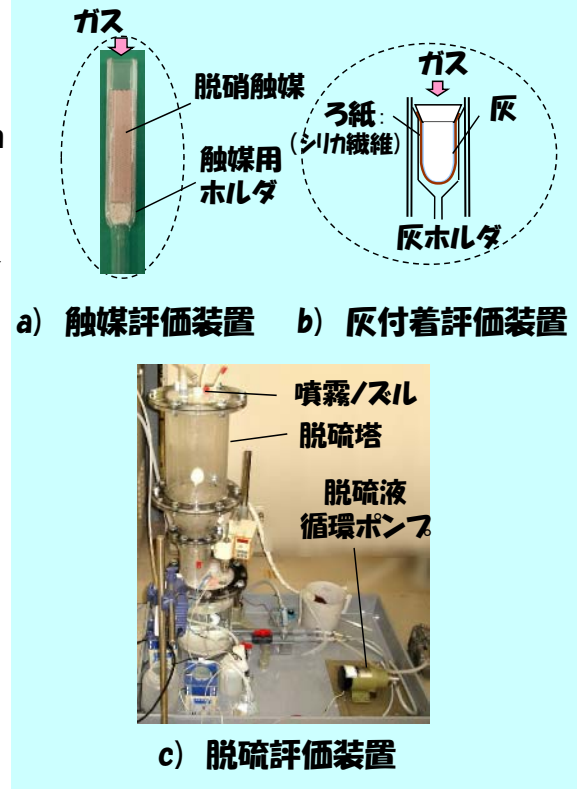 ガス
脱硝触媒
触媒用
ホルダ
ガス
ろ紙:
(シリカ繊維)
灰
灰ホルダ
a) 触媒評価装置
b) 灰付着評価装置
噴霧ノズル
脱硫塔
脱硫液
循環ポンプ
c) 脱硫評価装置